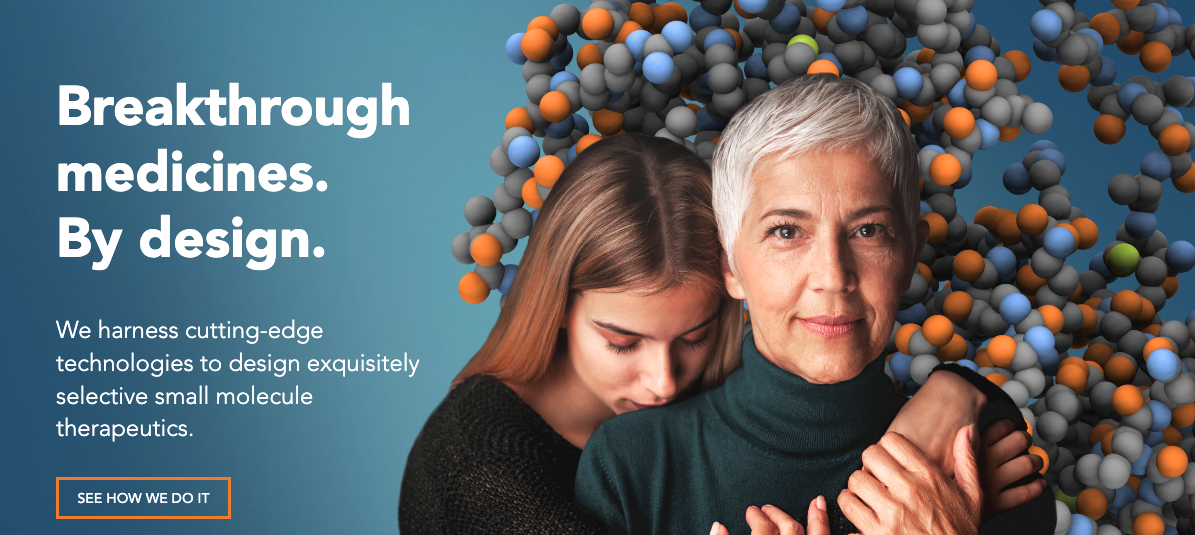 Breakthrough
medicines.
By design.
We harness cutting-edge
technologies to design exquisitely
selective small molecule
therapeutics.
SEE HOW WE DO IT